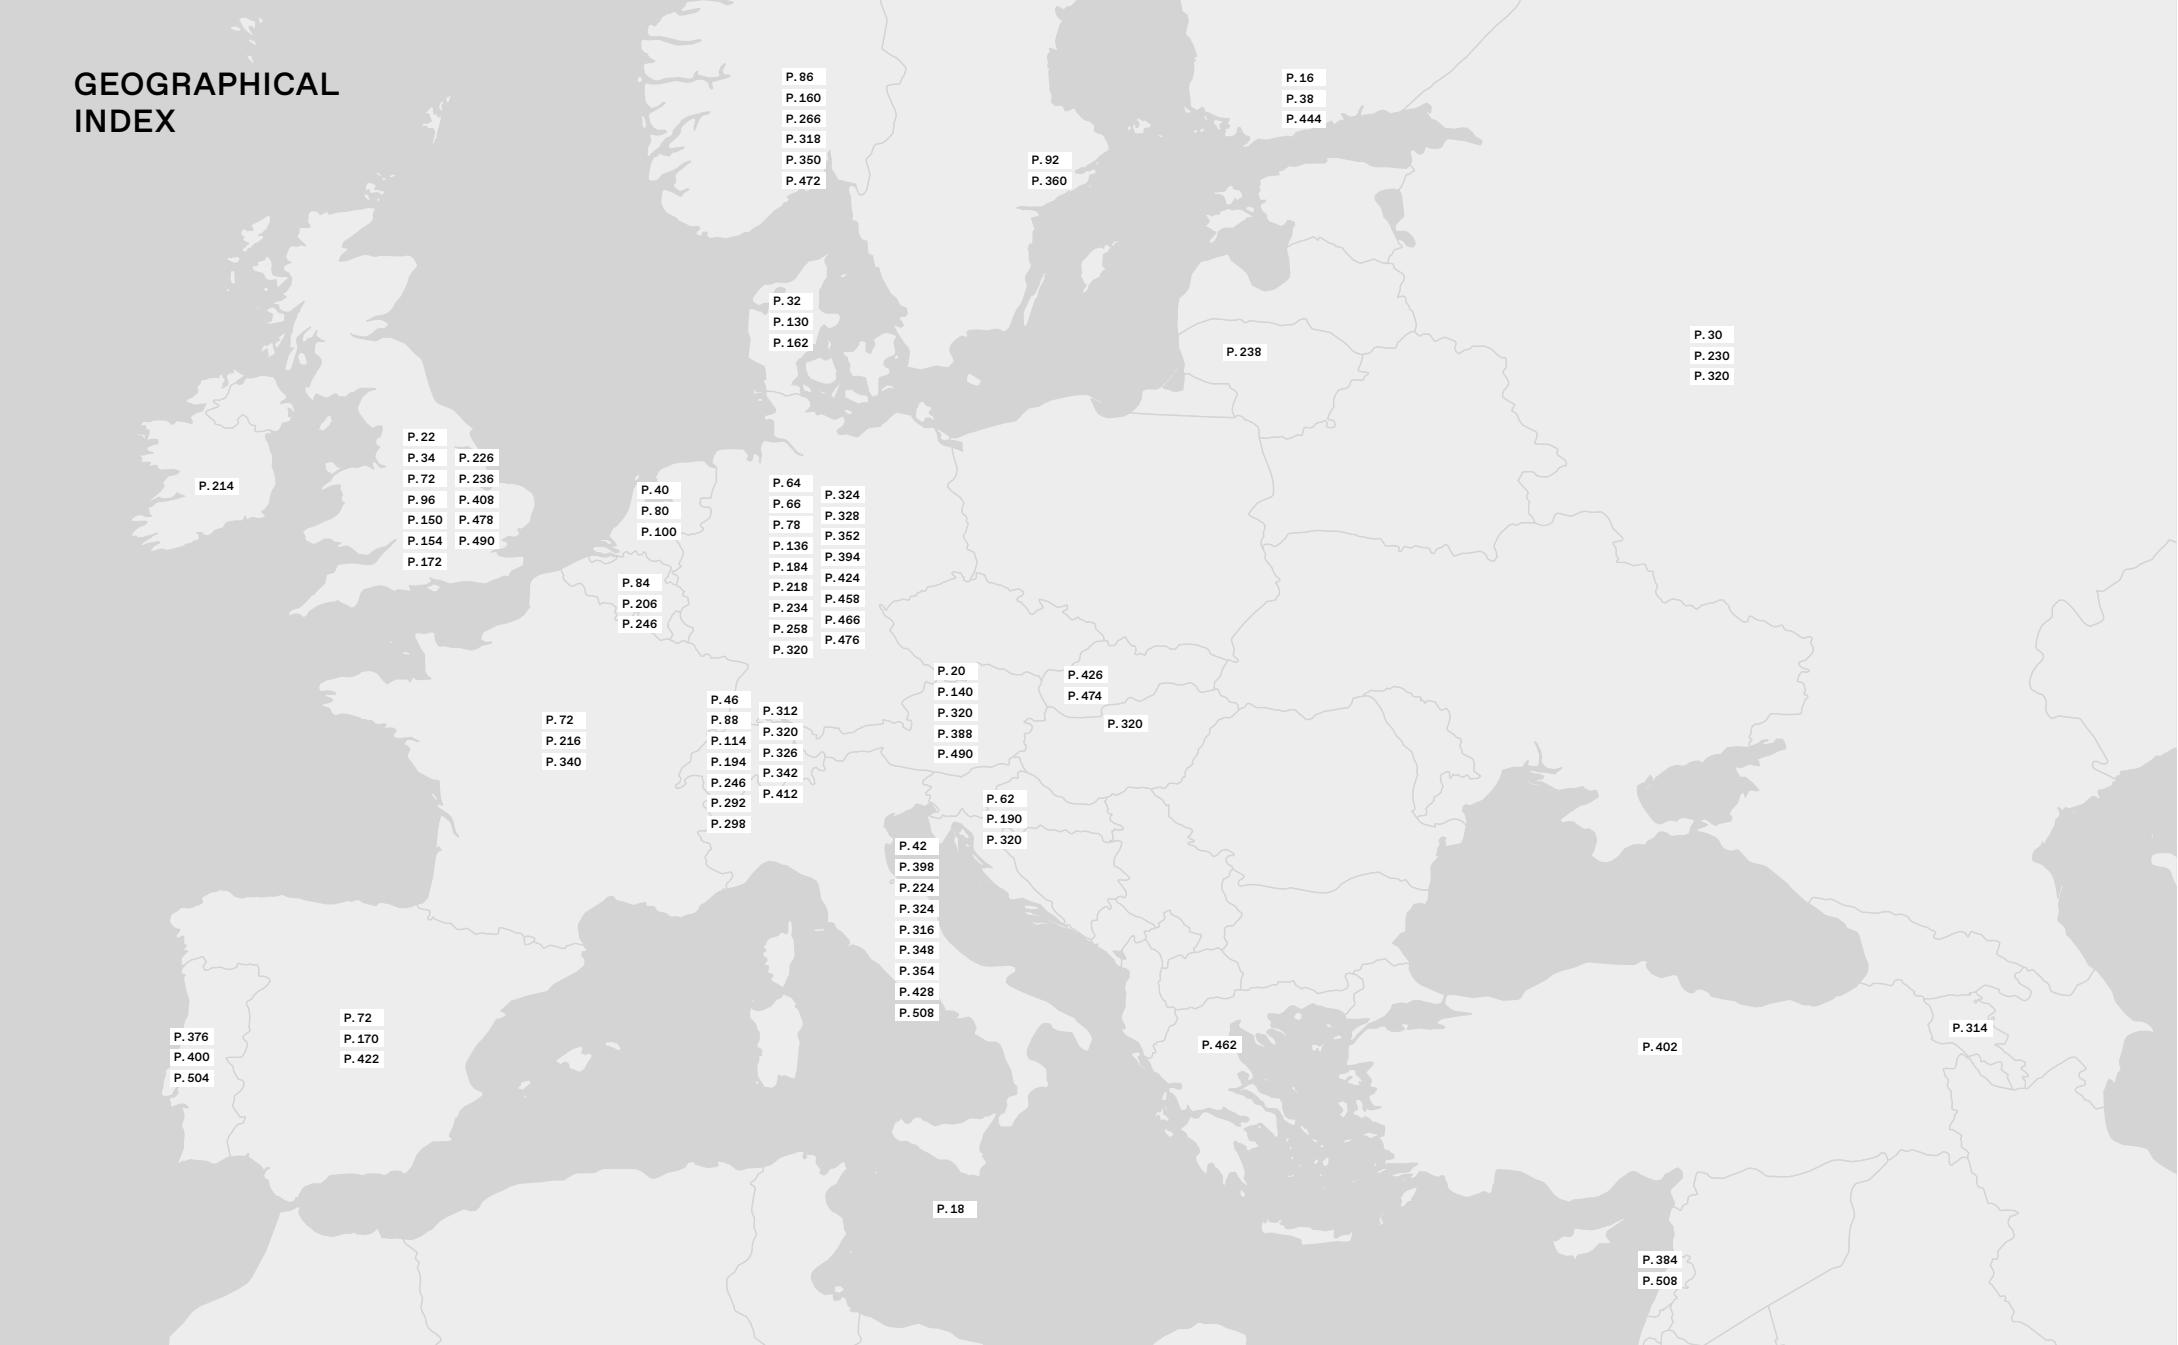 GEOGRAPHICAL
INDEX
P. 86
P. 160
P. 266
P. 318
P. 350
P. 472
P. 16
P. 38
P. 444
P. 92
P. 360
P. 32
P. 130
P. 162
P. 238
P. 30
P. 230
P. 320
P. 214
P. 22
P. 34
P. 72
P. 96
P. 150
P. 154
P. 172
P. 226
P. 236
P. 408
P. 478
P. 490
P. 40
P. 80
P. 100
P. 84
P. 206
P. 246
P. 64
P. 66
P. 78
P. 136
P. 184
P. 218
P. 234
P. 258
P. 320
P. 324
P. 328
P. 352
P. 394
P. 424
P. 458
P. 466
P. 476
P. 20
P. 140
P. 320
P. 388
P. 490
P. 426
P. 474
P. 320
P. 72
P. 216
P. 340
P. 46
P. 88
P. 114
P. 194
P. 246
P. 292
P. 298
P. 312
P. 320
P. 326
P. 342
P. 412
P. 62
P. 190
P. 320
P. 42
P. 398
P. 224
P. 324
P. 316
P. 348
P. 354
P. 428
P. 508
P. 376
P. 400
P. 504
P. 72
P. 170
P. 422
P. 462
P. 402
P. 314
P. 18
P. 384
P. 508